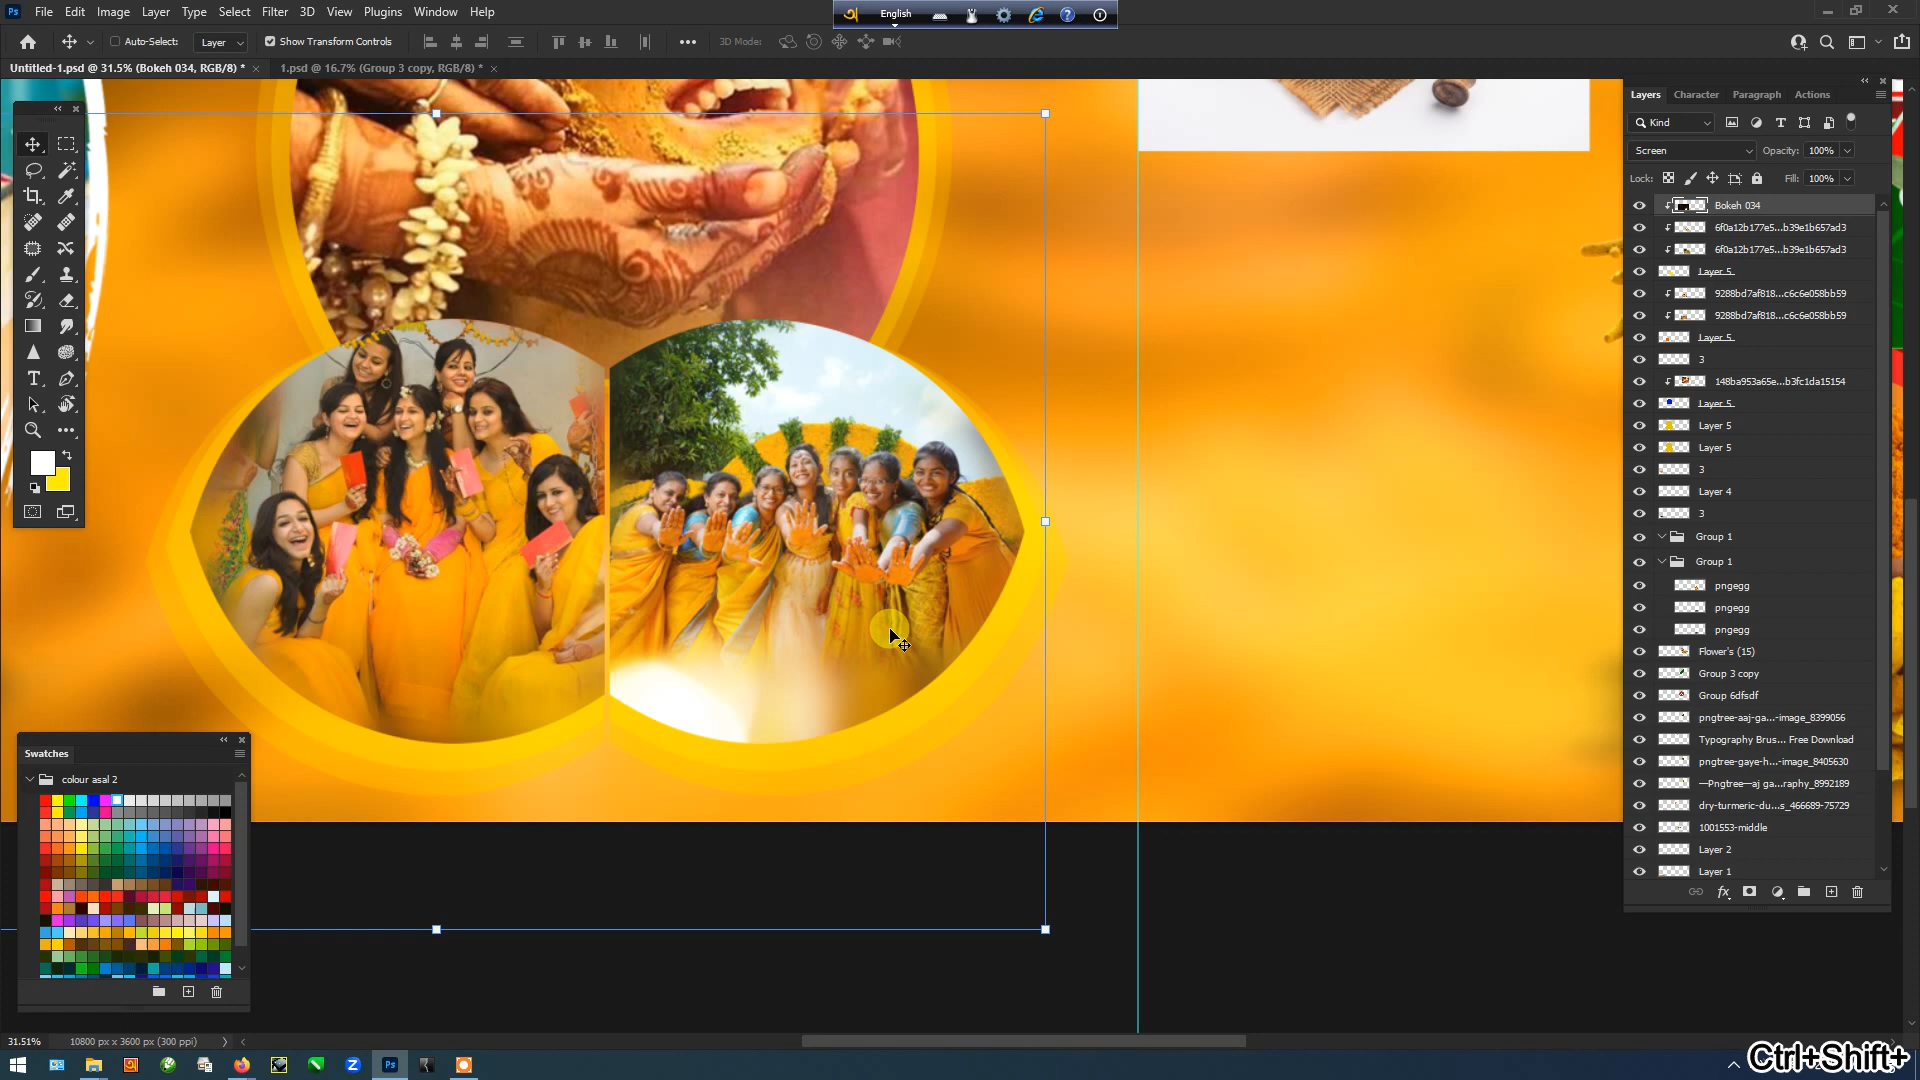 Ps File Edit Image Layer Type Select Filter 3D View Plugins Window Help
অ English
Auto-Select: Layer Show Transform Controls 3D Mode:
Untitled-1.psd @ 31.5% (Bokeh 034, RGB/8) * 1.psd @ 16.7% (Group 3 copy, RGB/8) *
Layers Character Paragraph Actions
Kind
Screen Opacity: 100%
Lock: Fill: 100%
Bokeh 034
6f0a12b177e5...b39e1b657ad3
6f0a12b177e5...b39e1b657ad3
Layer 5
9288bd7af818...c6c6e058bb59
9288bd7af818...c6c6e058bb59
Layer 5
3
148ba953a65e...b3fc1da15154
Layer 5
Layer 5
Layer 5
3
Layer 4
3
Group 1
Group 1
pngegg
pngegg
pngegg
Flower's (15)
Group 3 copy
Group 6dfsdf
pngtree-aaj-ga...-image_8399056
Typography Brus... Free Download
pngtree-gaye-h...-image_8405630
—Pngtree—aj ga...raphy_8992189
dry-turmeric-du...s_466689-75729
1001553-middle
Layer 2
Layer 1
Swatches
colour asal 2
31.51% 10800 px x 3600 px (300 ppi)
Ps
Ctrl+Shift+